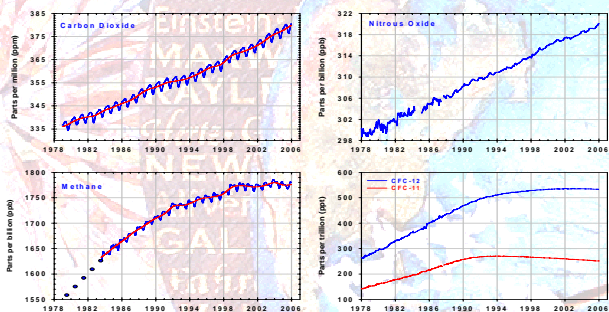 Carbon Dioxide
Parts per million (ppm)
385
375
365
355
345
335
1978 1982 1986 1990 1994 1998 2002 2006
Nitrous Oxide
Parts per billion (ppb)
322
318
314
310
306
302
298
1978 1982 1986 1990 1994 1998 2002 2006
Methane
Parts per billion (ppb)
1800
1750
1700
1650
1600
1550
1978 1982 1986 1990 1994 1998 2002 2006
CFC-12
CFC-11
Parts per trillion (ppt)
600
500
400
300
200
100
1978 1982 1986 1990 1994 1998 2002 2006